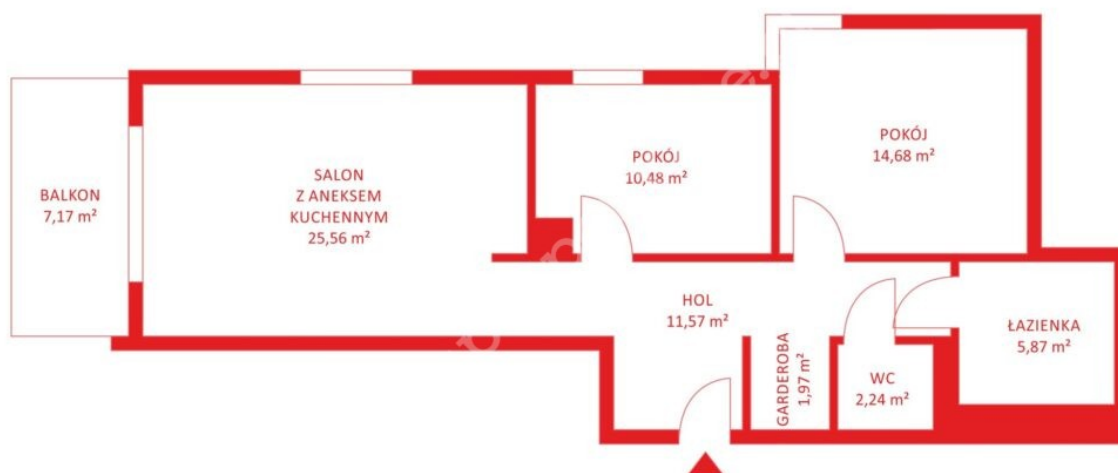 BALKON
7,17 m²
SALON
Z ANEKSEM
KUCHENNYM
25,56 m²
POKÓJ
10,48 m²
POKÓJ
14,68 m²
HOL
11,57 m²
GARDEROBA
1,97 m²
WC
2,24 m²
ŁAZIENKA
5,87 m²